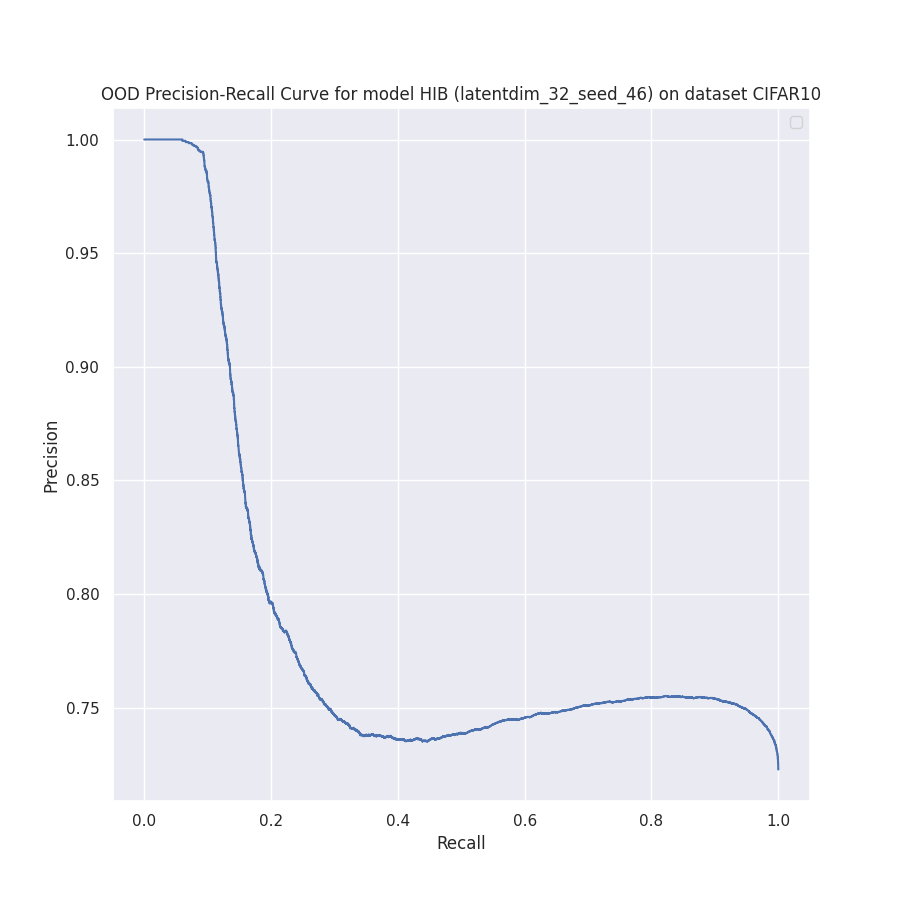 OOD Precision-Recall Curve for model HIB (latentdim_32_seed_46) on dataset CIFAR10
1.00
0.95
0.90
0.85
0.80
0.75
Precision
0.0 0.2 0.4 0.6 0.8 1.0
Recall